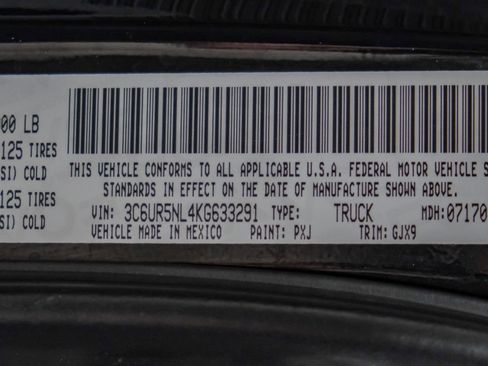 00 LB
125 TIRES
SI) COLD
125 TIRES
SI) COLD
THIS VEHICLE CONFORMS TO ALL APPLICABLE U.S.A. FEDERAL MOTOR VEHICLE S
STANDARDS IN EFFECT ON THE DATE OF MANUFACTURE SHOWN ABOVE.
VIN: 3C6UR5NL4KG633291 TYPE: TRUCK MDH: 07170
VEHICLE MADE IN MEXICO PAINT: PXJ TRIM: GJX9